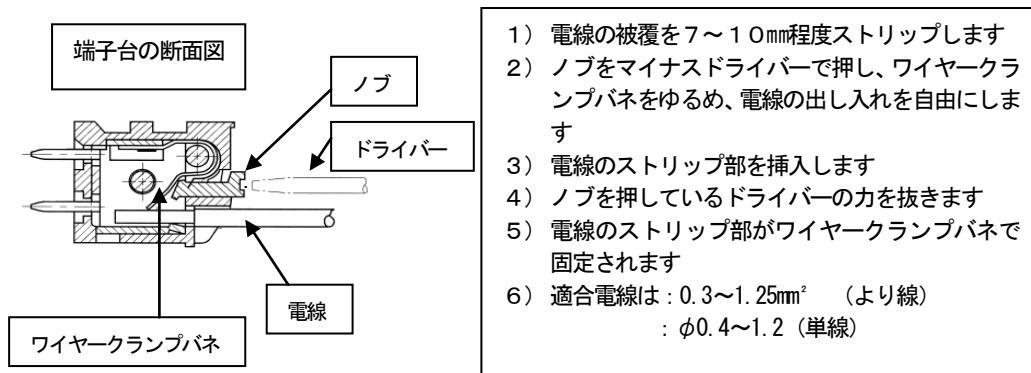 端子台の断面図
ノブ
ドライバー
電線
ワイヤークランプバネ
１） 電線の被覆を７～１０㎜程度ストリップします
２） ノブをマイナスドライバーで押し、ワイヤークラ
ンプバネをゆるめ、電線の出し入れを自由にしま
す
３） 電線のストリップ部を挿入します
４） ノブを押しているドライバーの力を抜きます
５） 電線のストリップ部がワイヤークランプバネで
固定されます
６） 適合電線は：0.3～1.25㎜² （より線）
：φ0.4～1.2（単線）